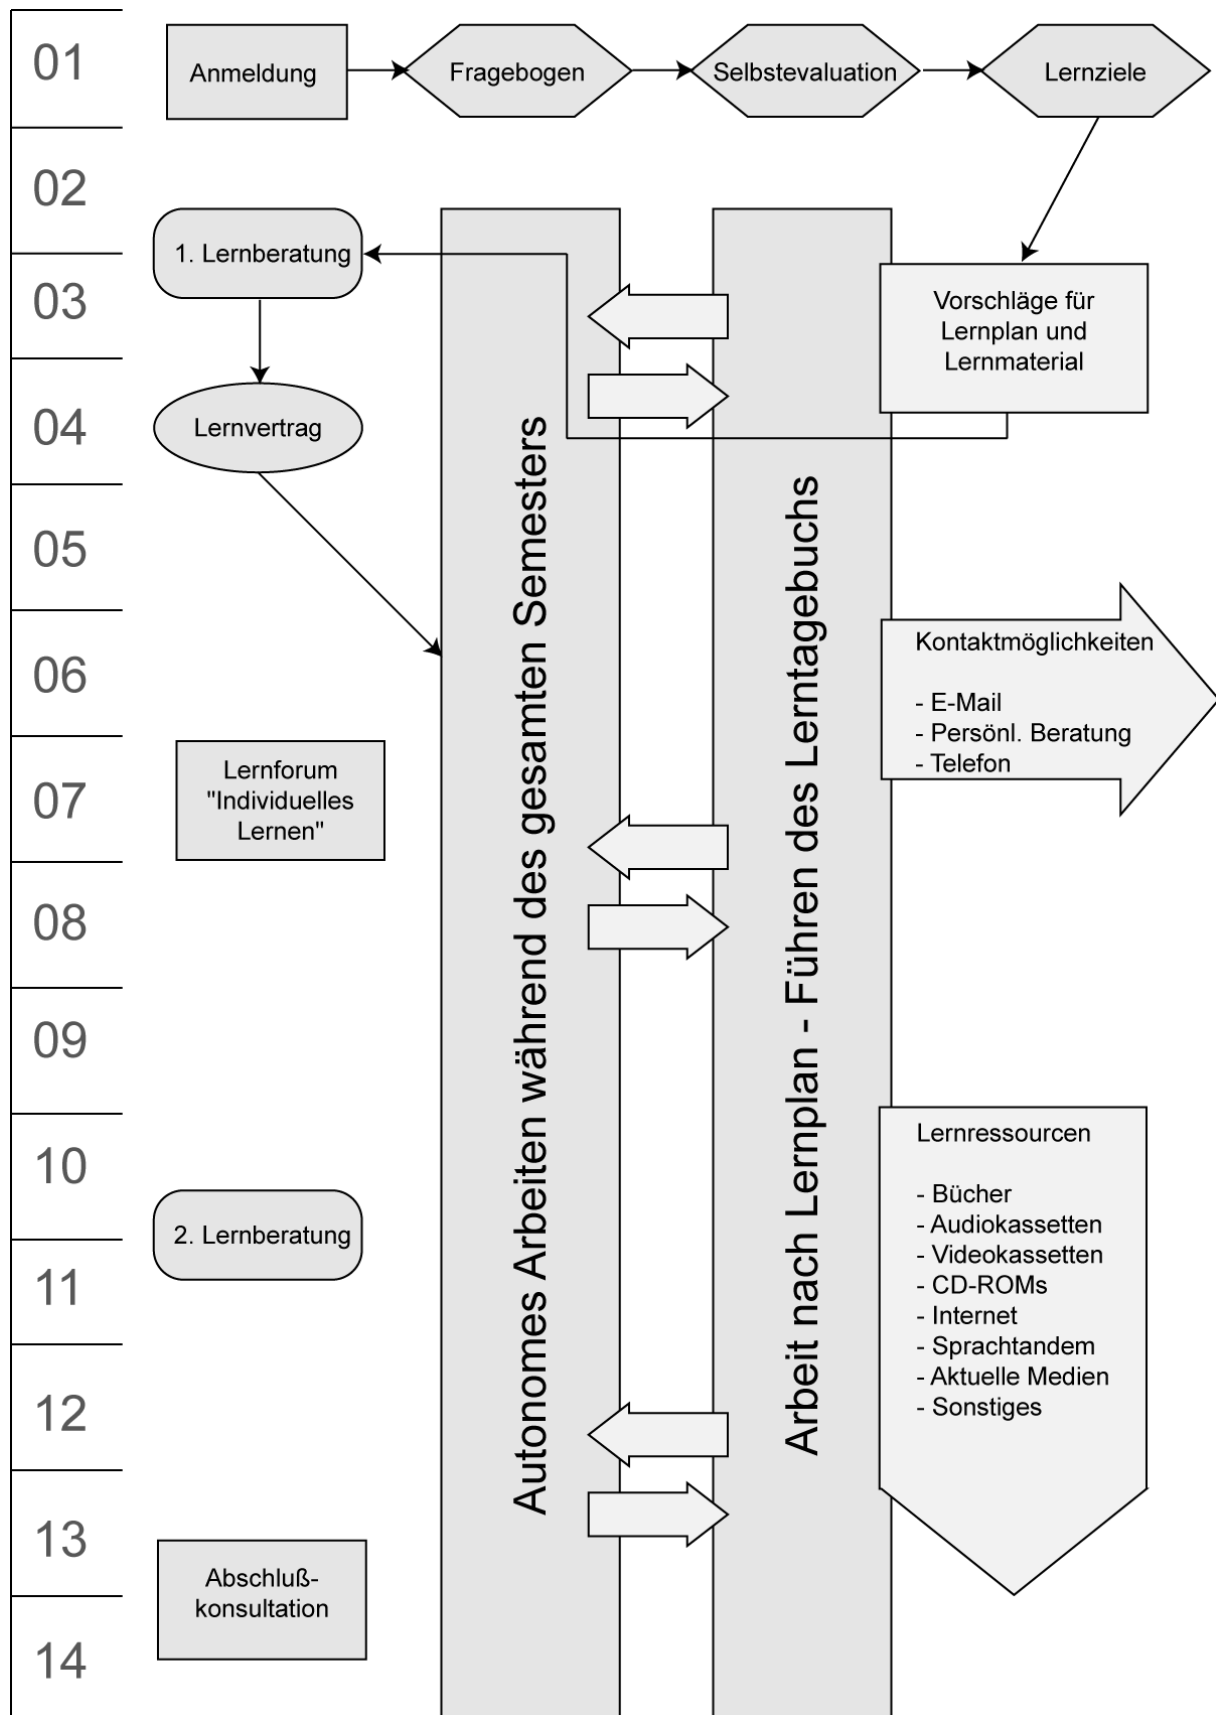 01
Anmeldung
Fragebogen
Selbstevaluation
Lernziele
02
1. Lernberatung
03
Vorschläge für
Lernplan und
Lernmaterial
04
Lernvertrag
05
Autonomes Arbeiten während des gesamten Semesters
Arbeit nach Lernplan - Führen des Lerntagebuchs
06
Kontaktmöglichkeiten
- E-Mail
- Persönl. Beratung
- Telefon
07
Lernforum
"Individuelles
Lernen"
08
09
10
Lernressourcen
- Bücher
- Audiokassetten
- Videokassetten
- CD-ROMs
- Internet
- Sprachtandem
- Aktuelle Medien
- Sonstiges
2. Lernberatung
11
12
13
Abschluß-
konsultation
14